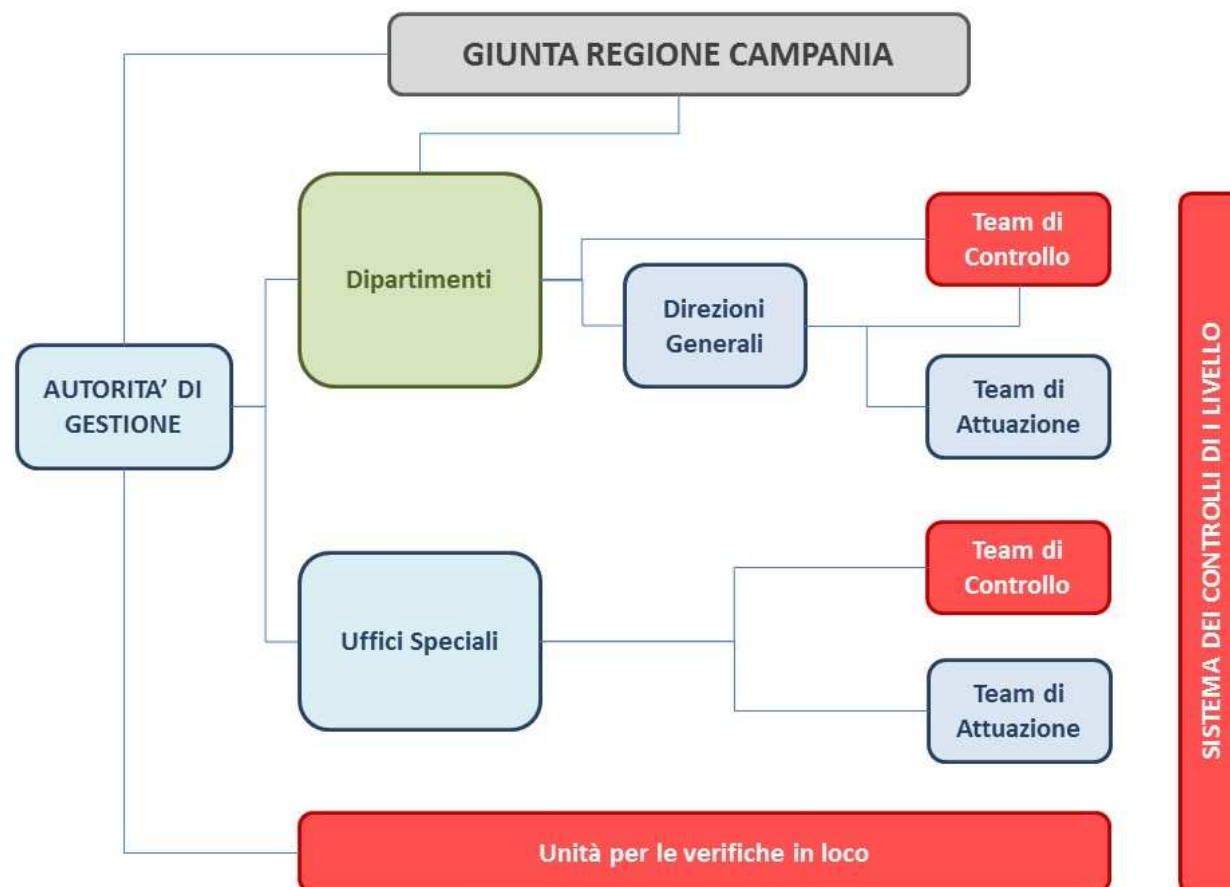 GIUNTA REGIONE CAMPANIA
Team di
Controllo
Dipartimenti
Direzioni
Generali
AUTORITA’ DI
GESTIONE
Team di
Attuazione
Team di
Controllo
Uffici Speciali
Team di
Attuazione
Unità per le verifiche in loco
SISTEMA DEI CONTROLLI DI I LIVELLO